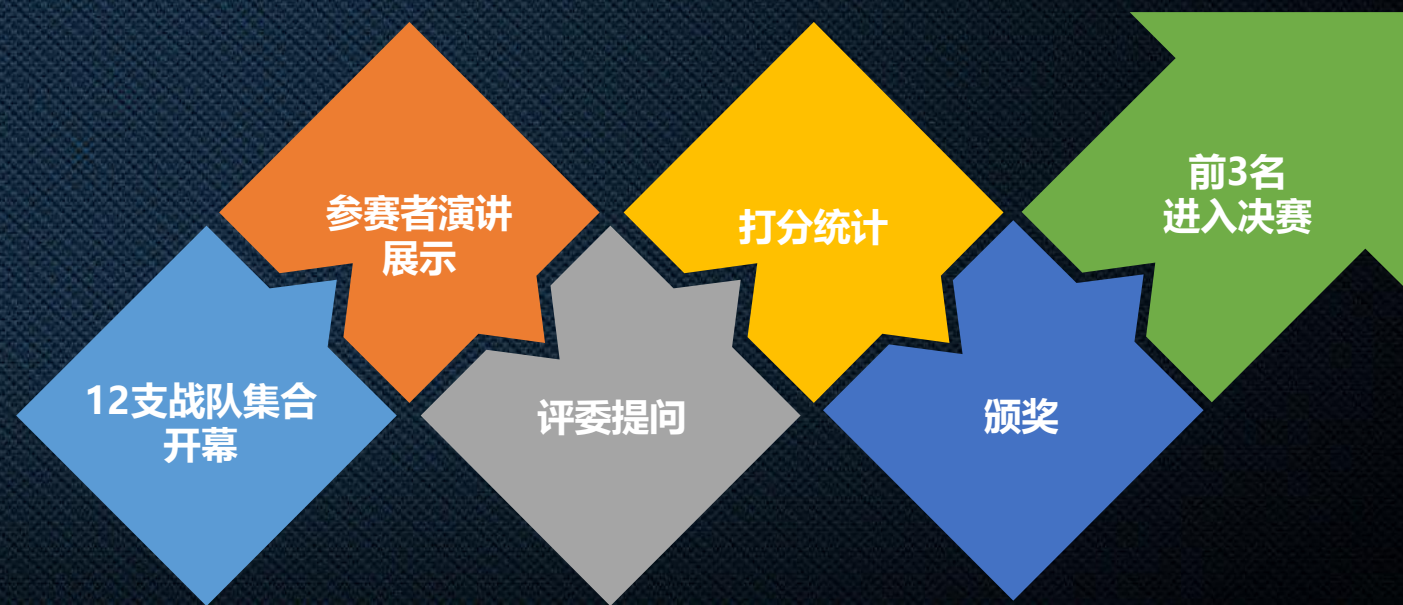 12支战队集合
开幕
参赛者演讲
展示
评委提问
打分统计
颁奖
前3名
进入决赛